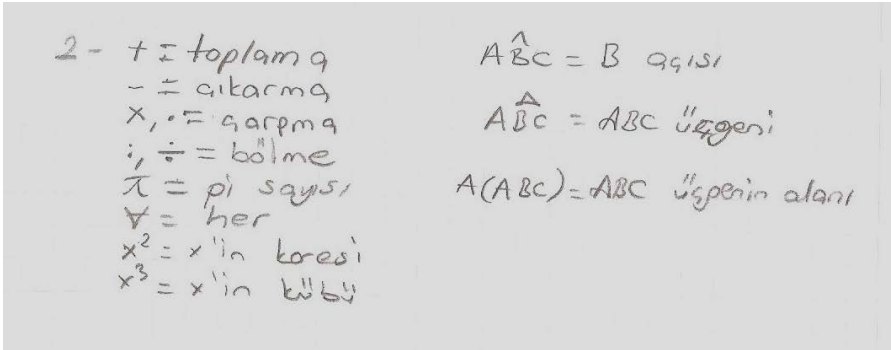 2- + = toplama
- = çıkarma
x, . = çarpma
:, ÷ = bölme
π = pi sayısı
∀ = her
x² = x'in karesi
x³ = x'in kübü
AB̂C = B açısı
AB̂C = ABC üçgeni
A(ABC) = ABC üçgenin alanı